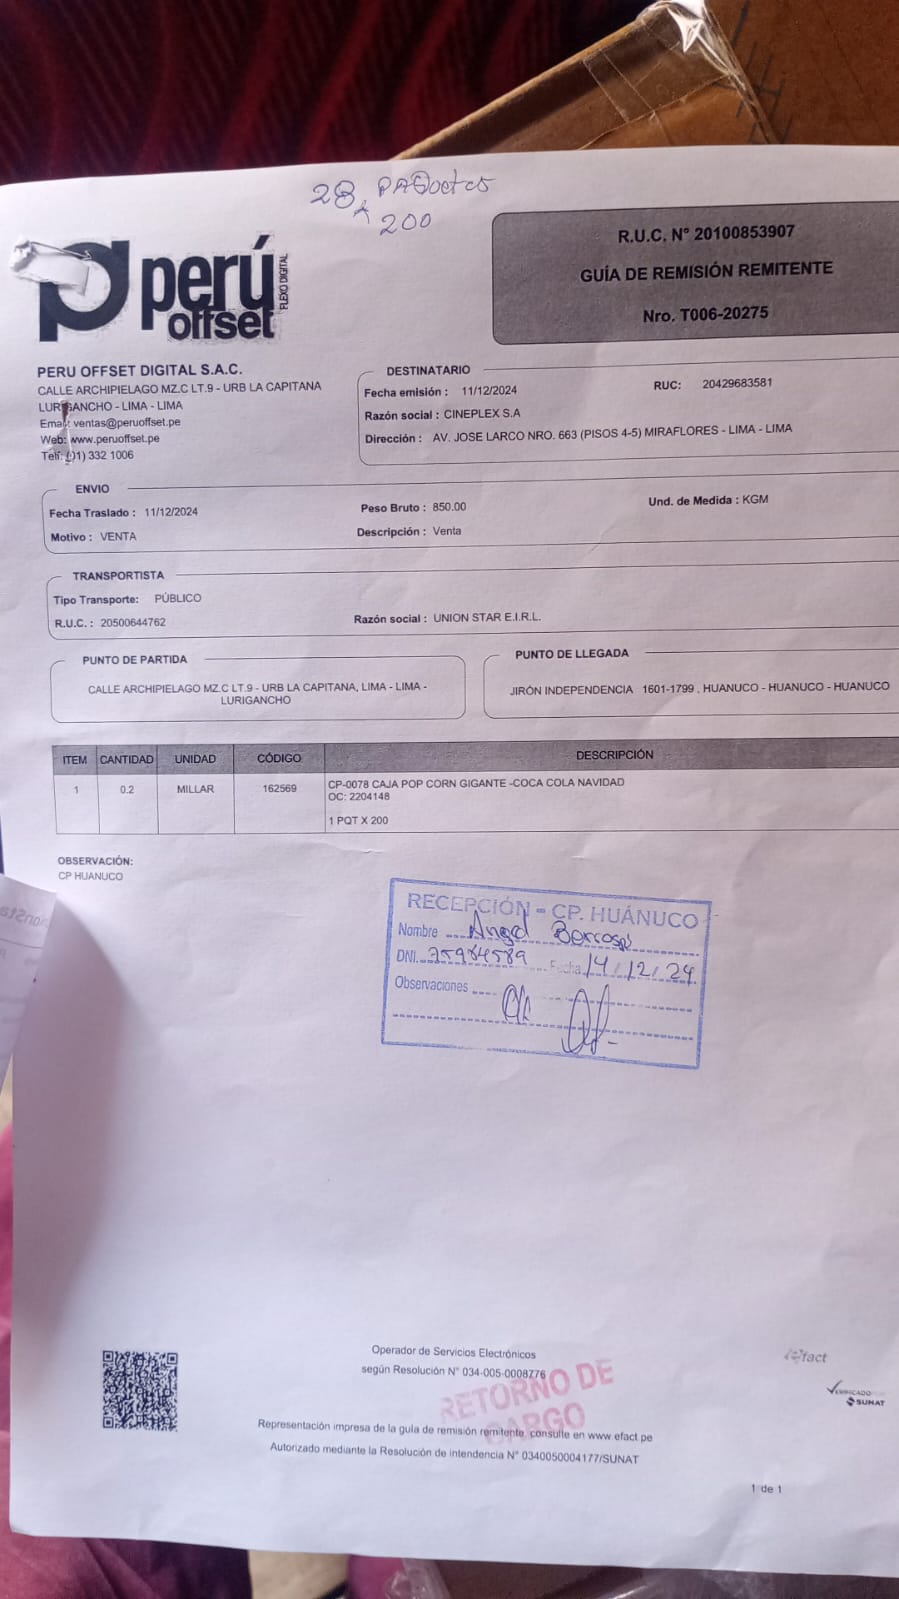 28 PAQuetes
x 200
perú
offset
FLEXO DIGITAL
R.U.C. N° 20100853907
GUÍA DE REMISIÓN REMITENTE
Nro. T006-20275
PERU OFFSET DIGITAL S.A.C.
CALLE ARCHIPIELAGO MZ.C LT.9 - URB LA CAPITANA
LURIGANCHO - LIMA - LIMA
Email: ventas@peruoffset.pe
Web: www.peruoffset.pe
Telf: (01) 332 1006
DESTINATARIO
Fecha emisión : 11/12/2024 RUC: 20429683581
Razón social : CINEPLEX S.A
Dirección : AV. JOSE LARCO NRO. 663 (PISOS 4-5) MIRAFLORES - LIMA - LIMA
ENVIO
Fecha Traslado : 11/12/2024 Peso Bruto : 850.00 Und. de Medida : KGM
Motivo : VENTA Descripción : Venta
TRANSPORTISTA
Tipo Transporte: PÚBLICO
R.U.C. : 20500644762 Razón social : UNION STAR E.I.R.L.
PUNTO DE PARTIDA
CALLE ARCHIPIELAGO MZ.C LT.9 - URB LA CAPITANA, LIMA - LIMA -
LURIGANCHO
PUNTO DE LLEGADA
JIRÓN INDEPENDENCIA 1601-1799 , HUANUCO - HUANUCO - HUANUCO
ITEM CANTIDAD UNIDAD CÓDIGO DESCRIPCIÓN
1 0.2 MILLAR 162569 CP-0078 CAJA POP CORN GIGANTE -COCA COLA NAVIDAD
OC: 2204148
1 PQT X 200
OBSERVACIÓN:
CP HUANUCO
RECEPCIÓN - CP. HUÁNUCO
Nombre Angel Berrospi
DNI. 75984589 Fecha 14/12/24
Observaciones
Operador de Servicios Electrónicos
según Resolución N° 034-005-0008776
RETORNO DE
CARGO
Representación impresa de la guia de remisión remitente, consulte en www efact pe
Autorizado mediante la Resolución de intendencia N° 0340050004177/SUNAT
efact
VERIFICADO
SUNAT
1 de 1